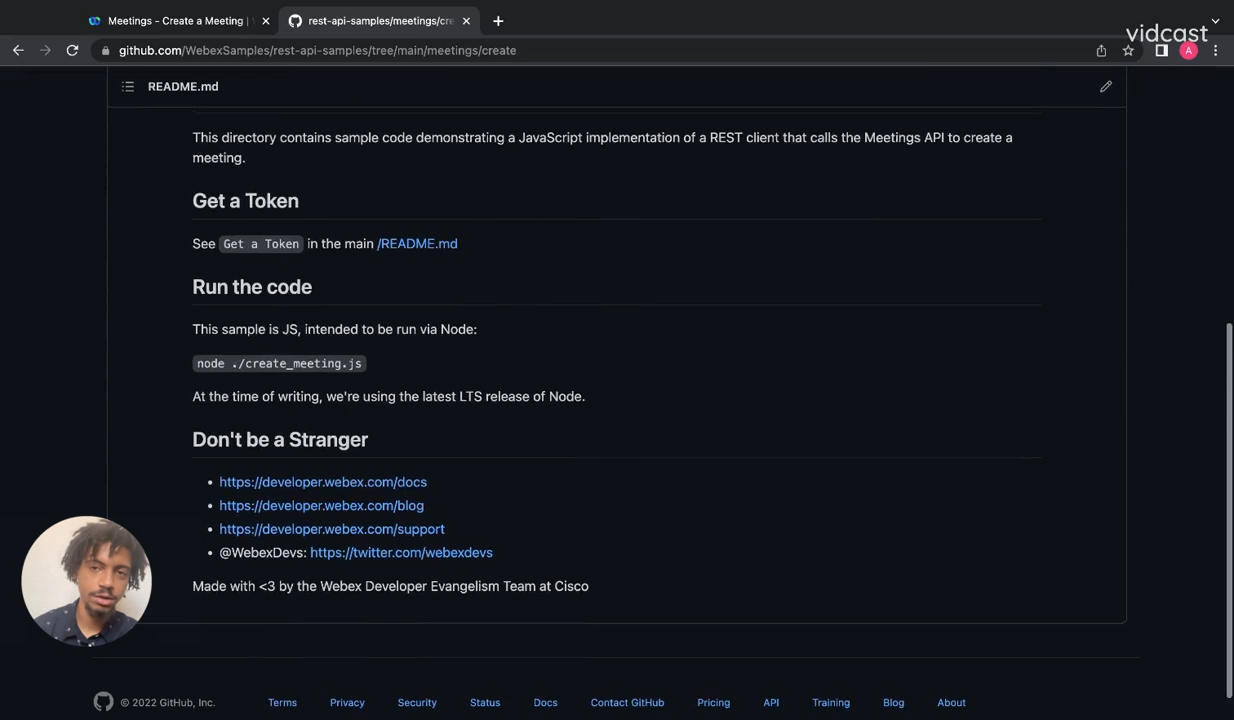 Meetings - Create a Meeting |
rest-api-samples/meetings/cre
vidcast
github.com/WebexSamples/rest-api-samples/tree/main/meetings/create
A
README.md
This directory contains sample code demonstrating a JavaScript implementation of a REST client that calls the Meetings API to create a
meeting.
Get a Token
See Get a Token in the main /README.md
Run the code
This sample is JS, intended to be run via Node:
node ./create_meeting.js
At the time of writing, we're using the latest LTS release of Node.
Don't be a Stranger
• https://developer.webex.com/docs
• https://developer.webex.com/blog
• https://developer.webex.com/support
• @WebexDevs: https://twitter.com/webexdevs
Made with <3 by the Webex Developer Evangelism Team at Cisco
© 2022 GitHub, Inc. Terms Privacy Security Status Docs Contact GitHub Pricing API Training Blog About